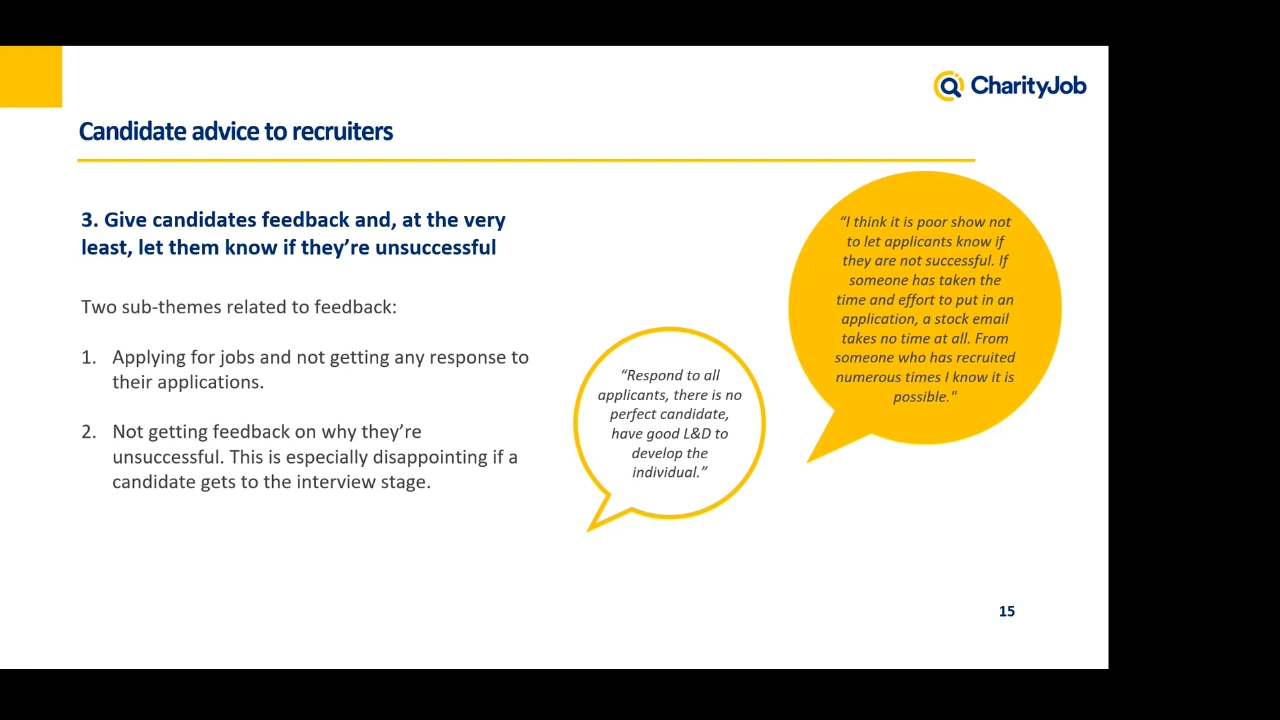 CharityJob
Candidate advice to recruiters
3. Give candidates feedback and, at the very
least, let them know if they’re unsuccessful
Two sub-themes related to feedback:
1. Applying for jobs and not getting any response to
their applications.
2. Not getting feedback on why they’re
unsuccessful. This is especially disappointing if a
candidate gets to the interview stage.
“Respond to all
applicants, there is no
perfect candidate,
have good L&D to
develop the
individual.”
“I think it is poor show not
to let applicants know if
they are not successful. If
someone has taken the
time and effort to put in an
application, a stock email
takes no time at all. From
someone who has recruited
numerous times I know it is
possible."
15